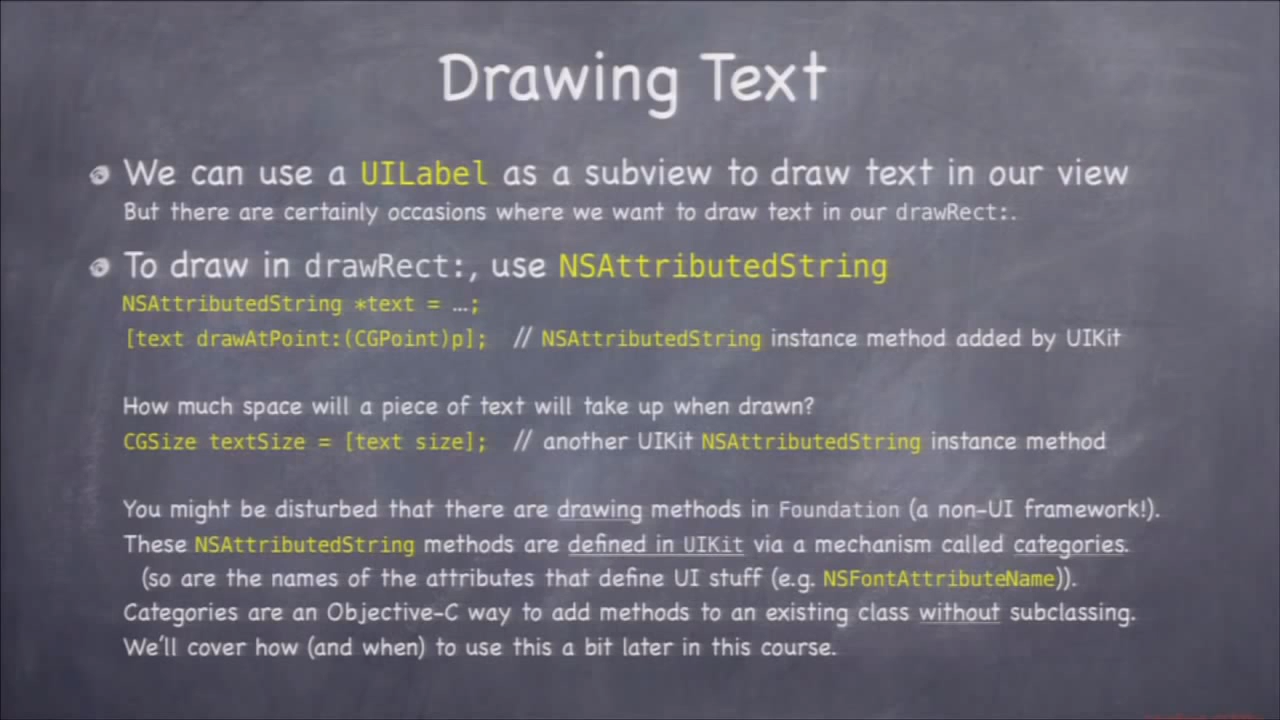 Drawing Text
We can use a UILabel as a subview to draw text in our view
But there are certainly occasions where we want to draw text in our drawRect:.
To draw in drawRect:, use NSAttributedString
NSAttributedString *text = …;
[text drawAtPoint:(CGPoint)p]; // NSAttributedString instance method added by UIKit
How much space will a piece of text will take up when drawn?
CGSize textSize = [text size]; // another UIKit NSAttributedString instance method
You might be disturbed that there are drawing methods in Foundation (a non-UI framework!).
These NSAttributedString methods are defined in UIKit via a mechanism called categories.
(so are the names of the attributes that define UI stuff (e.g. NSFontAttributeName)).
Categories are an Objective-C way to add methods to an existing class without subclassing.
We'll cover how (and when) to use this a bit later in this course.